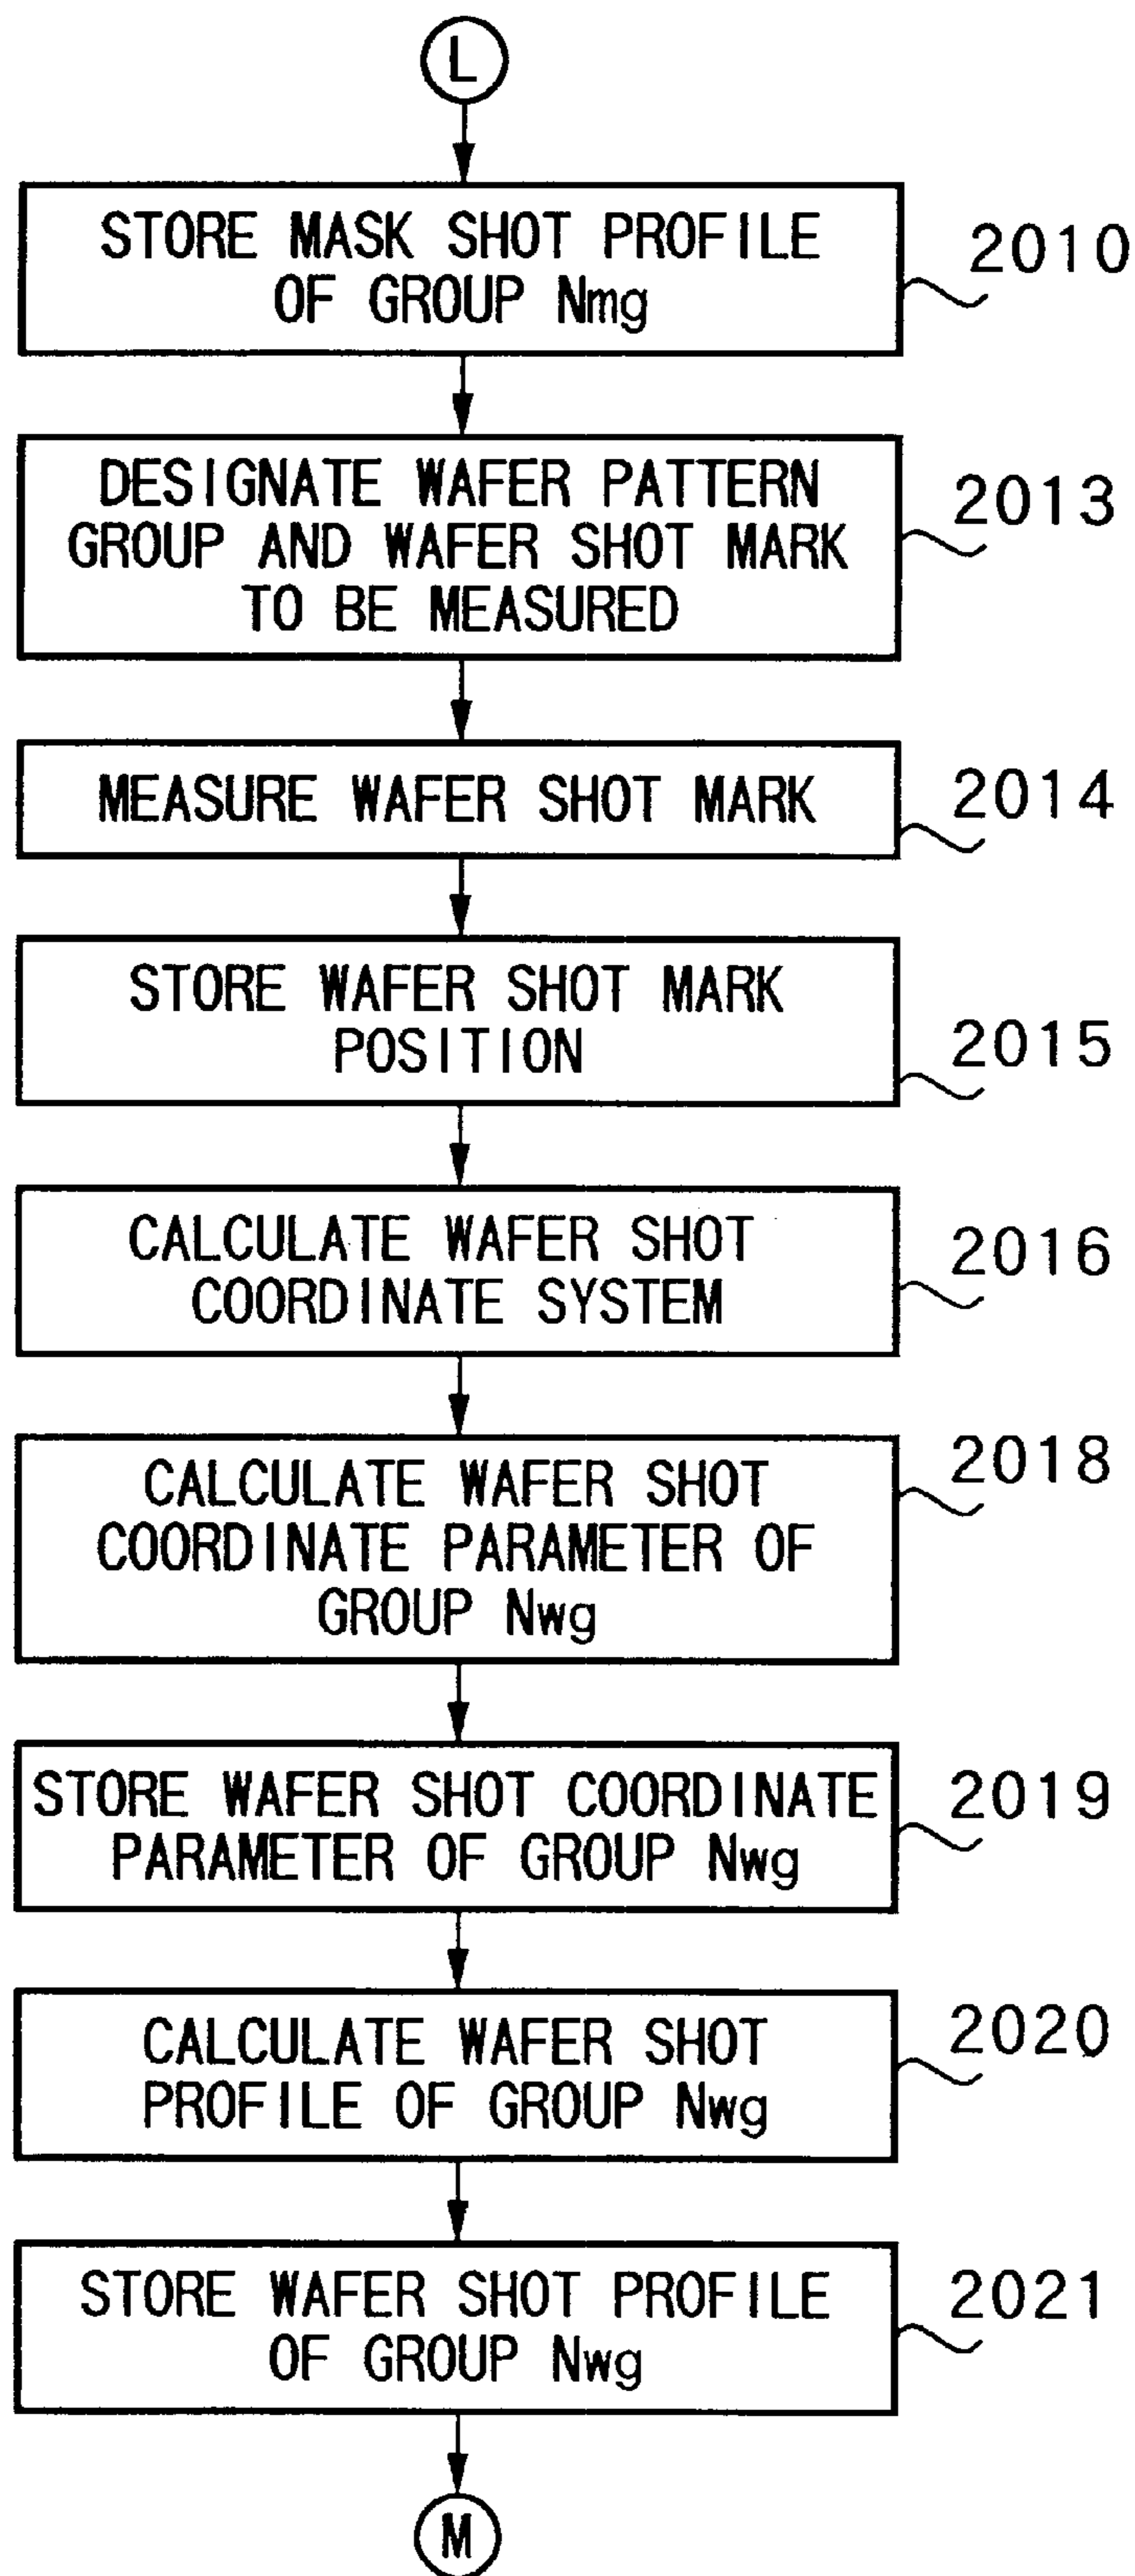 L
STORE MASK SHOT PROFILE
OF GROUP Nmg
2010
DESIGNATE WAFER PATTERN
GROUP AND WAFER SHOT MARK
TO BE MEASURED
2013
MEASURE WAFER SHOT MARK
2014
STORE WAFER SHOT MARK
POSITION
2015
CALCULATE WAFER SHOT
COORDINATE SYSTEM
2016
CALCULATE WAFER SHOT
COORDINATE PARAMETER OF
GROUP Nwg
2018
STORE WAFER SHOT COORDINATE
PARAMETER OF GROUP Nwg
2019
CALCULATE WAFER SHOT
PROFILE OF GROUP Nwg
2020
STORE WAFER SHOT PROFILE
OF GROUP Nwg
2021
M